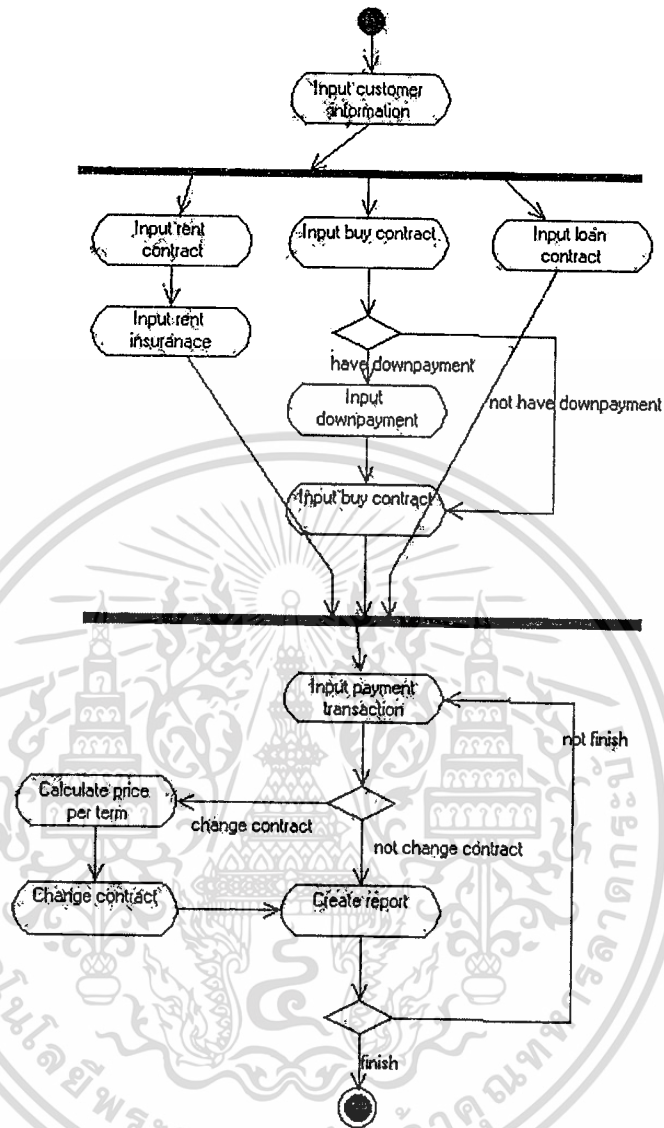 Input customer
information
Input rent
contract
Input buy contract
Input loan
contract
Input rent
insuranace
have downpayment
not have downpayment
Input
downpayment
Input buy contract
Input payment
transaction
not finish
Calculate price
per term
change contract
not change contract
Change contract
Create report
finish